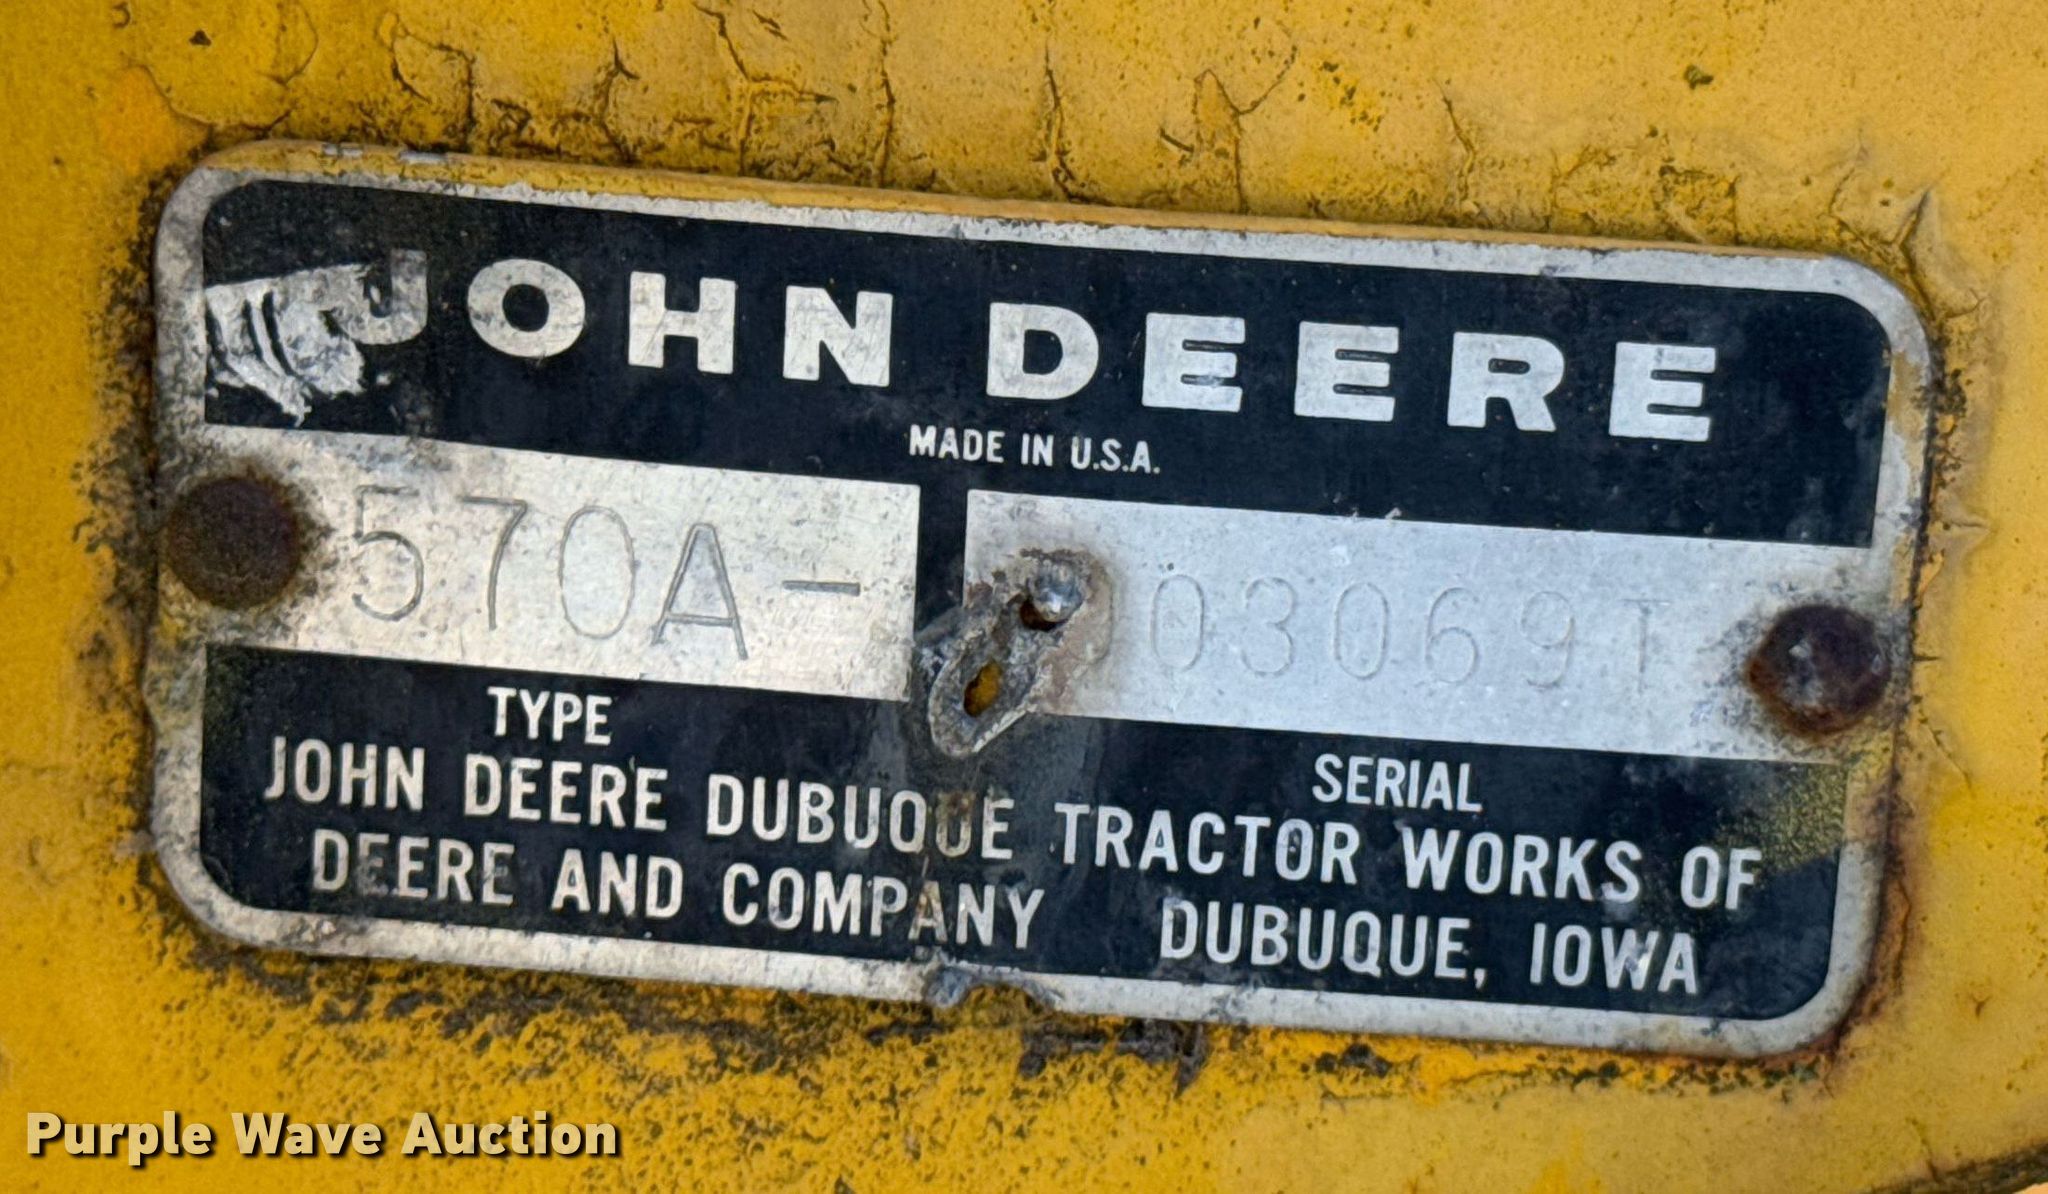 JOHN DEERE
MADE IN U.S.A.
570A- 03069T
TYPE SERIAL
JOHN DEERE DUBUQUE TRACTOR WORKS OF
DEERE AND COMPANY DUBUQUE, IOWA
Purple Wave Auction